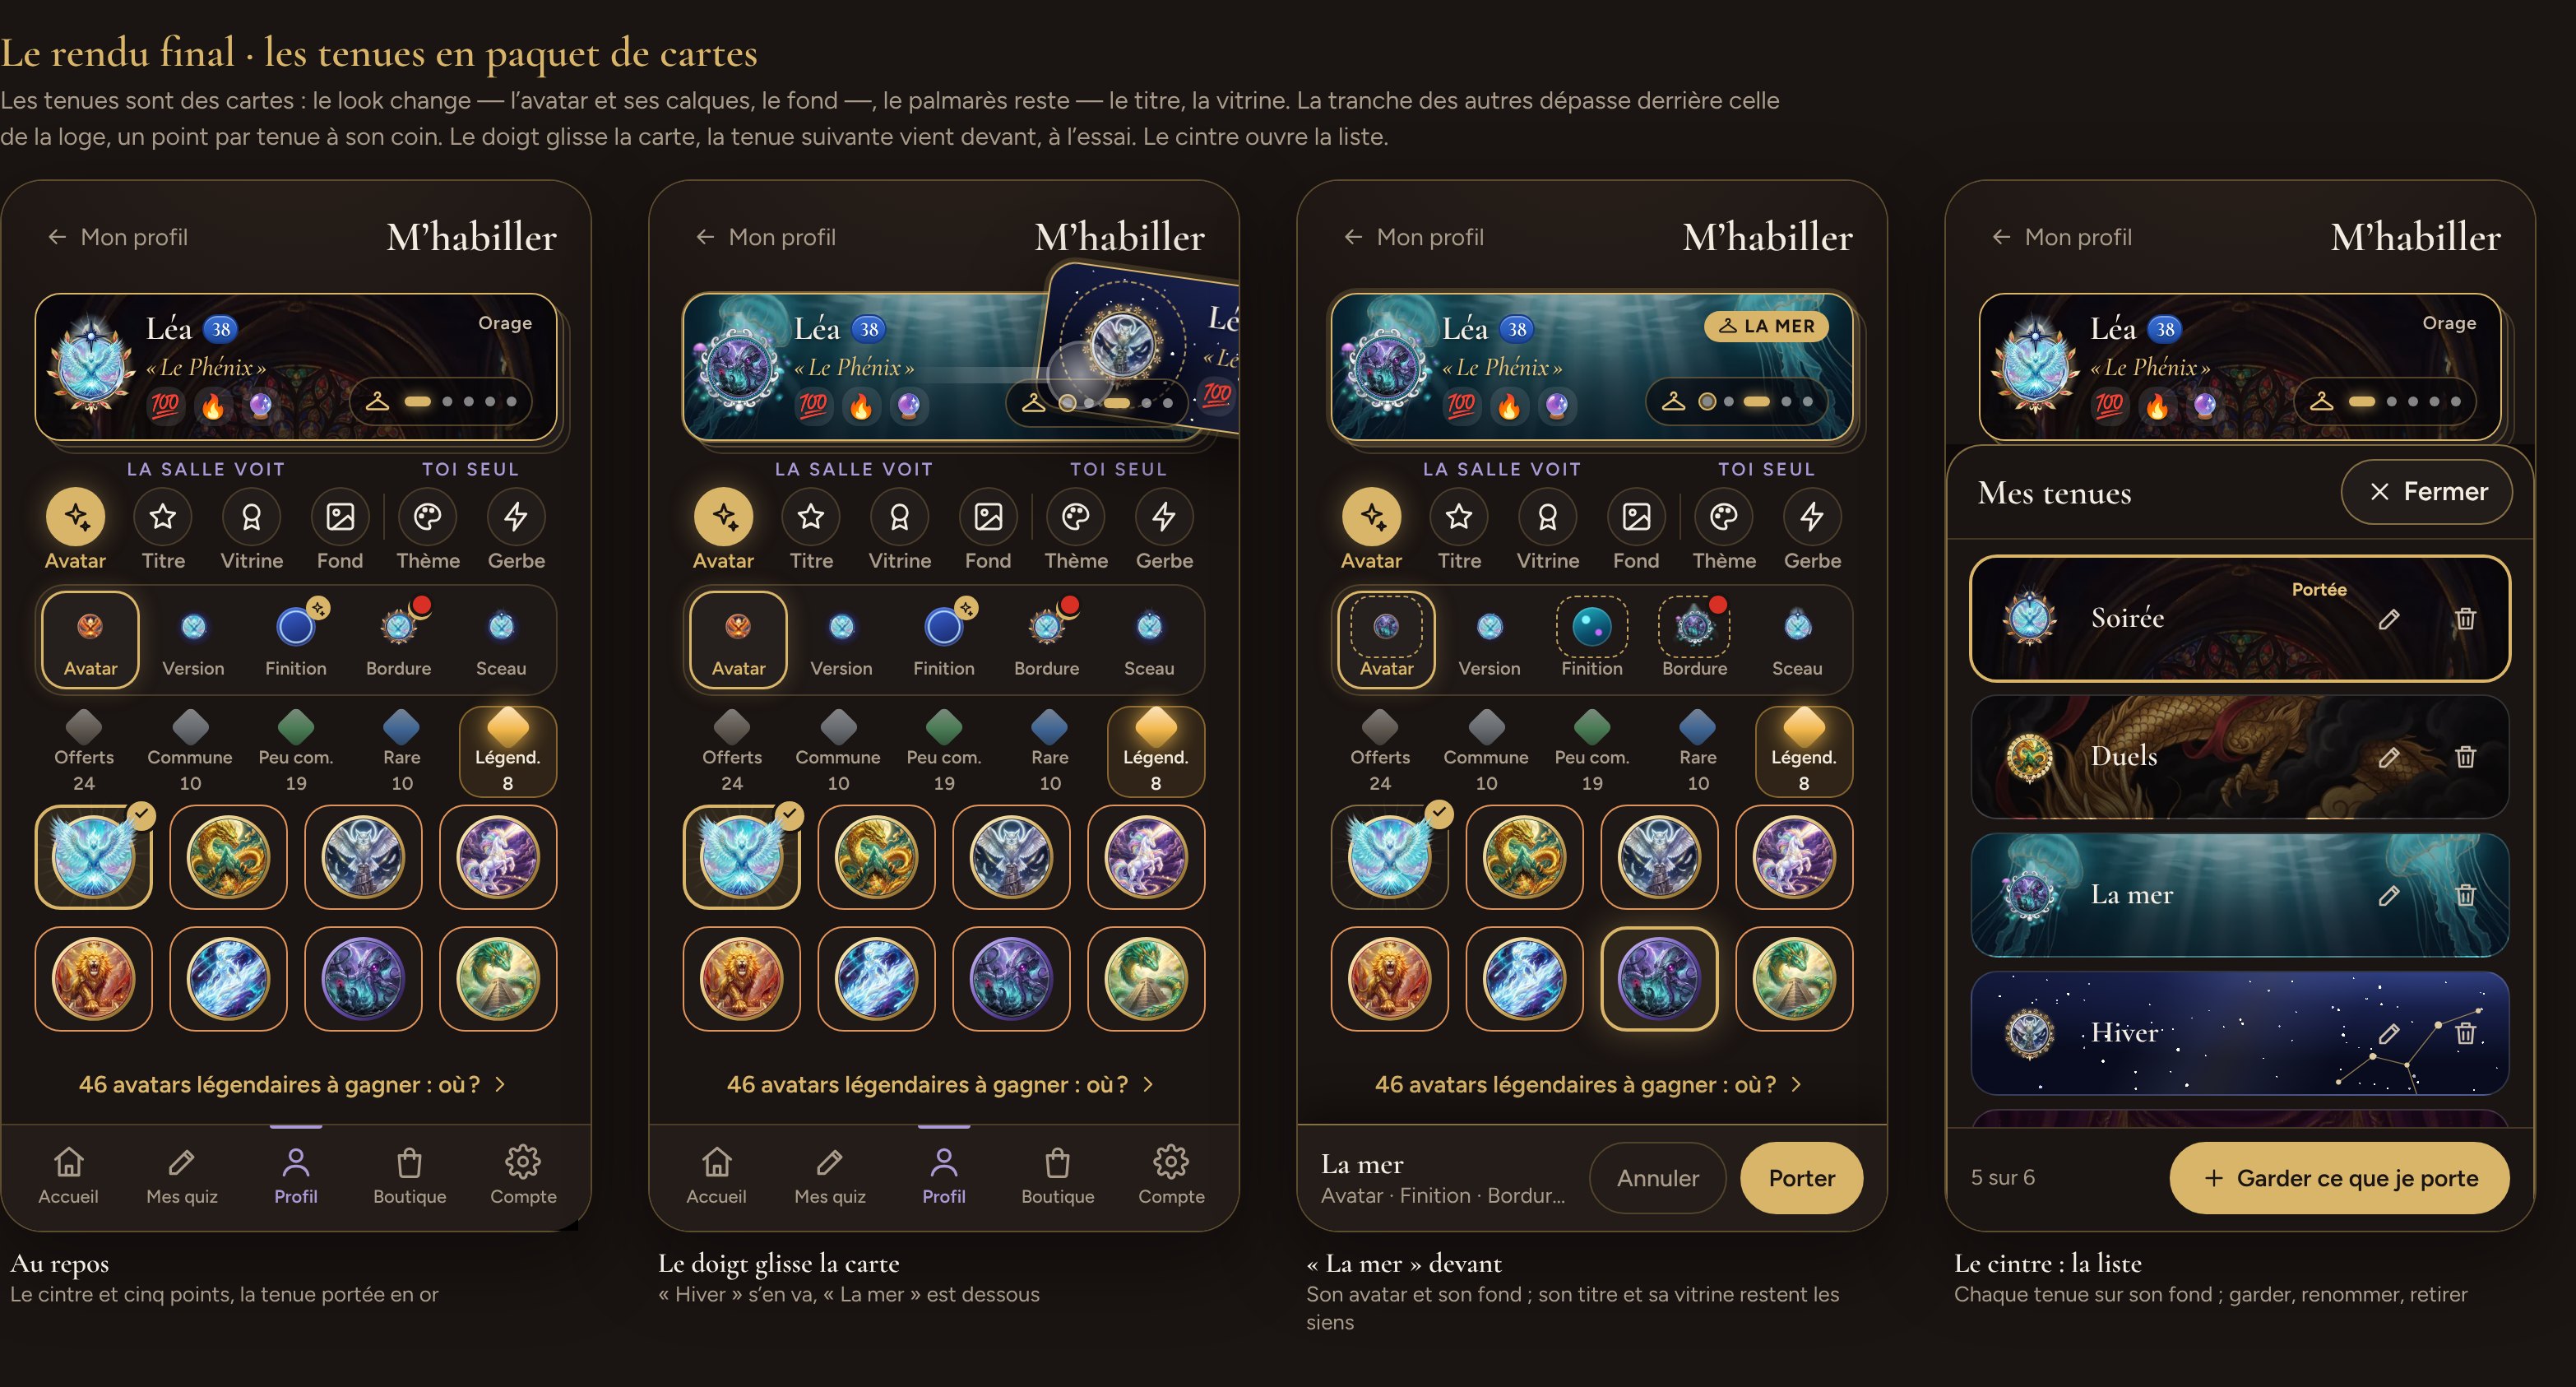 Le rendu final · les tenues en paquet de cartes
Les tenues sont des cartes : le look change — l’avatar et ses calques, le fond —, le palmarès reste — le titre, la vitrine. La tranche des autres dépasse derrière celle
de la loge, un point par tenue à son coin. Le doigt glisse la carte, la tenue suivante vient devant, à l’essai. Le cintre ouvre la liste.
← Mon profil
M’habiller
Léa 38
Orage
« Le Phénix »
100
LA SALLE VOIT
TOI SEUL
Avatar
Titre
Vitrine
Fond
Thème
Gerbe
Avatar
Version
Finition
Bordure
Sceau
Offerts
Commune
Peu com.
Rare
Légend.
24
10
19
10
8
46 avatars légendaires à gagner : où ?
Accueil
Mes quiz
Profil
Boutique
Compte
Au repos
Le cintre et cinq points, la tenue portée en or
← Mon profil
M’habiller
Léa 38
Lé
« Le Phénix »
« Le
100
100
LA SALLE VOIT
TOI SEUL
Avatar
Titre
Vitrine
Fond
Thème
Gerbe
Avatar
Version
Finition
Bordure
Sceau
Offerts
Commune
Peu com.
Rare
Légend.
24
10
19
10
8
46 avatars légendaires à gagner : où ?
Accueil
Mes quiz
Profil
Boutique
Compte
Le doigt glisse la carte
« Hiver » s’en va, « La mer » est dessous
← Mon profil
M’habiller
Léa 38
LA MER
« Le Phénix »
100
LA SALLE VOIT
TOI SEUL
Avatar
Titre
Vitrine
Fond
Thème
Gerbe
Avatar
Version
Finition
Bordure
Sceau
Offerts
Commune
Peu com.
Rare
Légend.
24
10
19
10
8
46 avatars légendaires à gagner : où ?
La mer
Avatar · Finition · Bordur…
Annuler
Porter
« La mer » devant
Son avatar et son fond ; son titre et sa vitrine restent les
siens
← Mon profil
M’habiller
Léa 38
Orage
« Le Phénix »
100
Mes tenues
Fermer
Portée
Soirée
Duels
La mer
Hiver
5 sur 6
+ Garder ce que je porte
Le cintre : la liste
Chaque tenue sur son fond ; garder, renommer, retirer